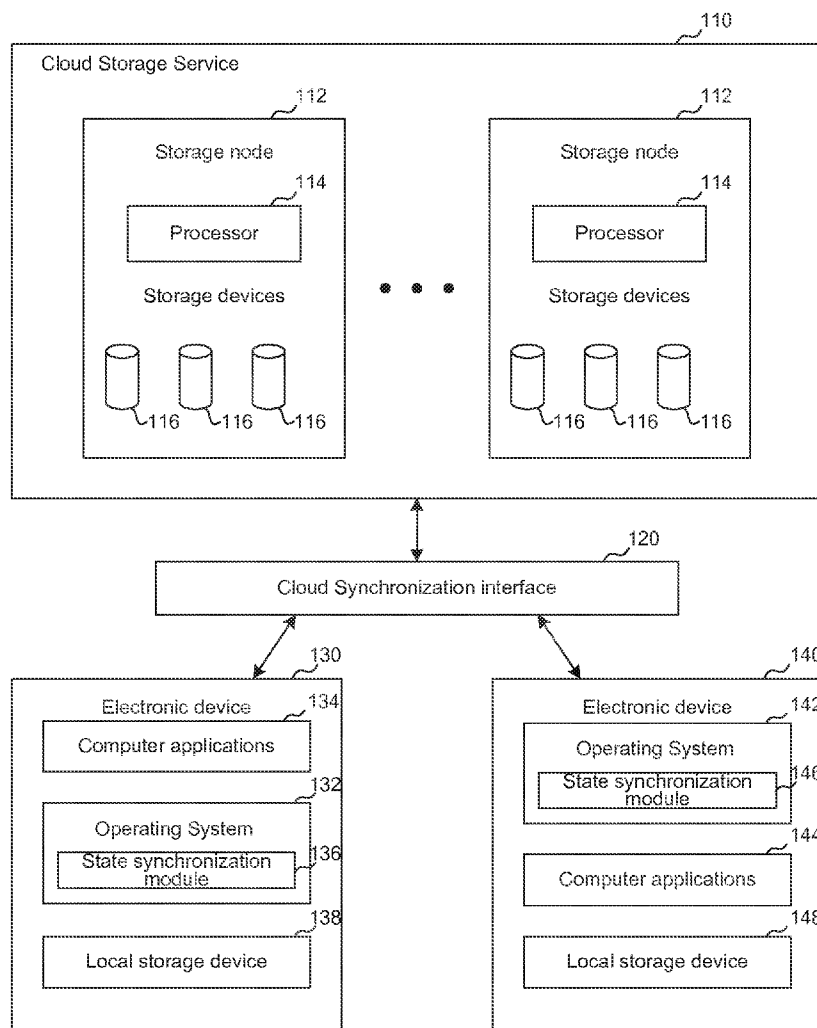 110
Cloud Storage Service
112
112
Storage node
Storage node
114
114
Processor
Processor
Storage devices
Storage devices
116 116 116
116 116 116
120
Cloud Synchronization interface
130
140
Electronic device
Electronic device
134
142
Computer applications
Operating System
146
State synchronization
module
132
Operating System
136
State synchronization
module
144
Computer applications
138
148
Local storage device
Local storage device